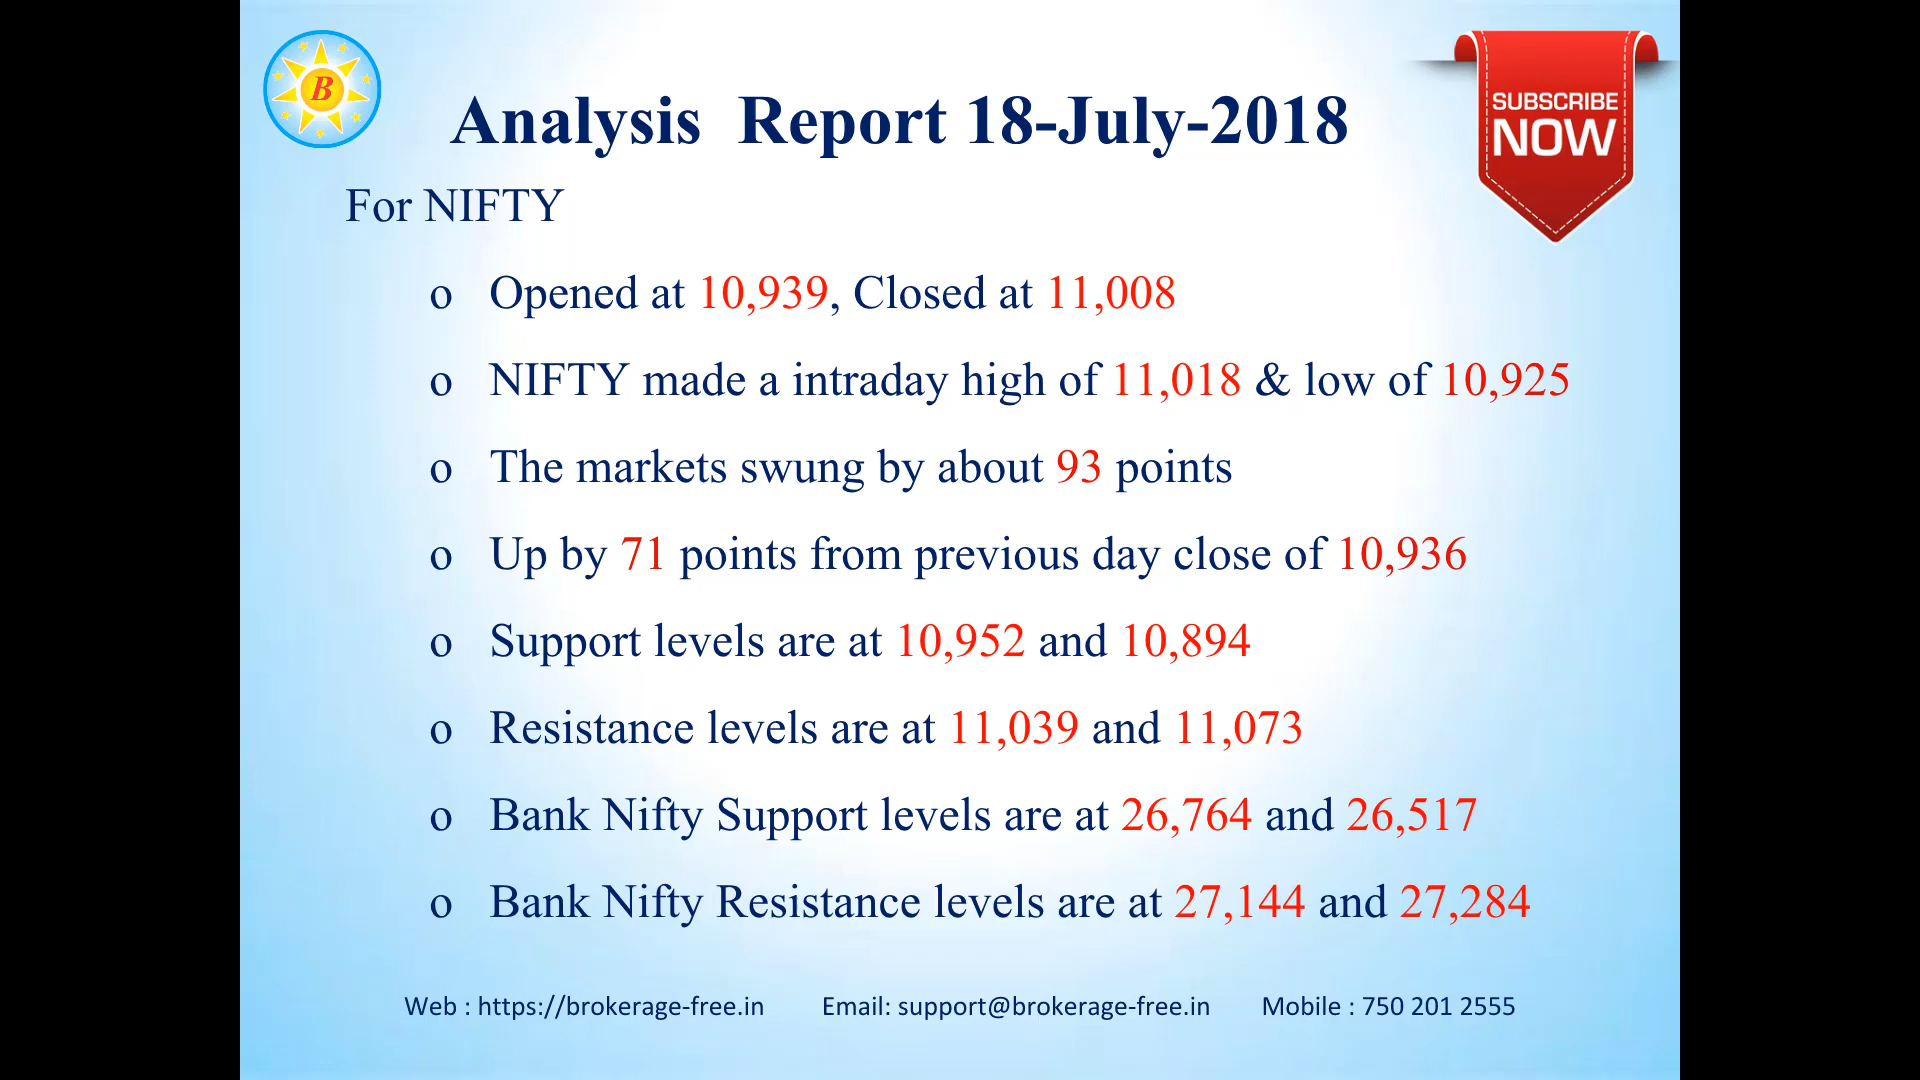 B
Analysis  Report 18-July-2018
SUBSCRIBE
NOW
For NIFTY
o Opened at 10,939, Closed at 11,008
o NIFTY made a intraday high of 11,018 & low of 10,925
o The markets swung by about 93 points
o Up by 71 points from previous day close of 10,936
o Support levels are at 10,952 and 10,894
o Resistance levels are at 11,039 and 11,073
o Bank Nifty Support levels are at 26,764 and 26,517
o Bank Nifty Resistance levels are at 27,144 and 27,284
Web : https://brokerage-free.in Email: support@brokerage-free.in Mobile : 750 201 2555